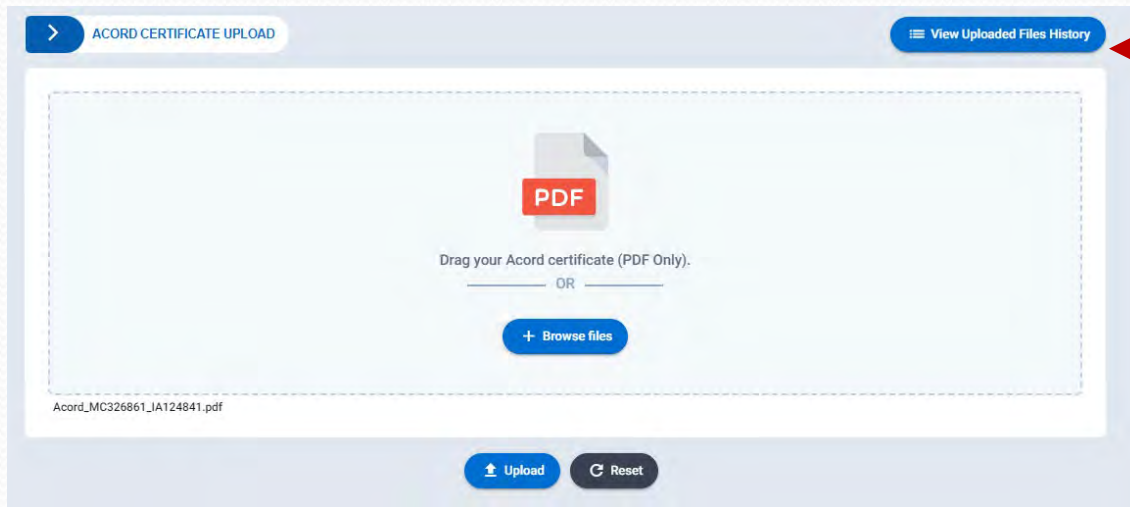 ACORD CERTIFICATE UPLOAD
View Uploaded Files History
PDF
Drag your Acord certificate (PDF Only).
OR
+ Browse files
Acord_MC326861_IA124841.pdf
Upload
Reset